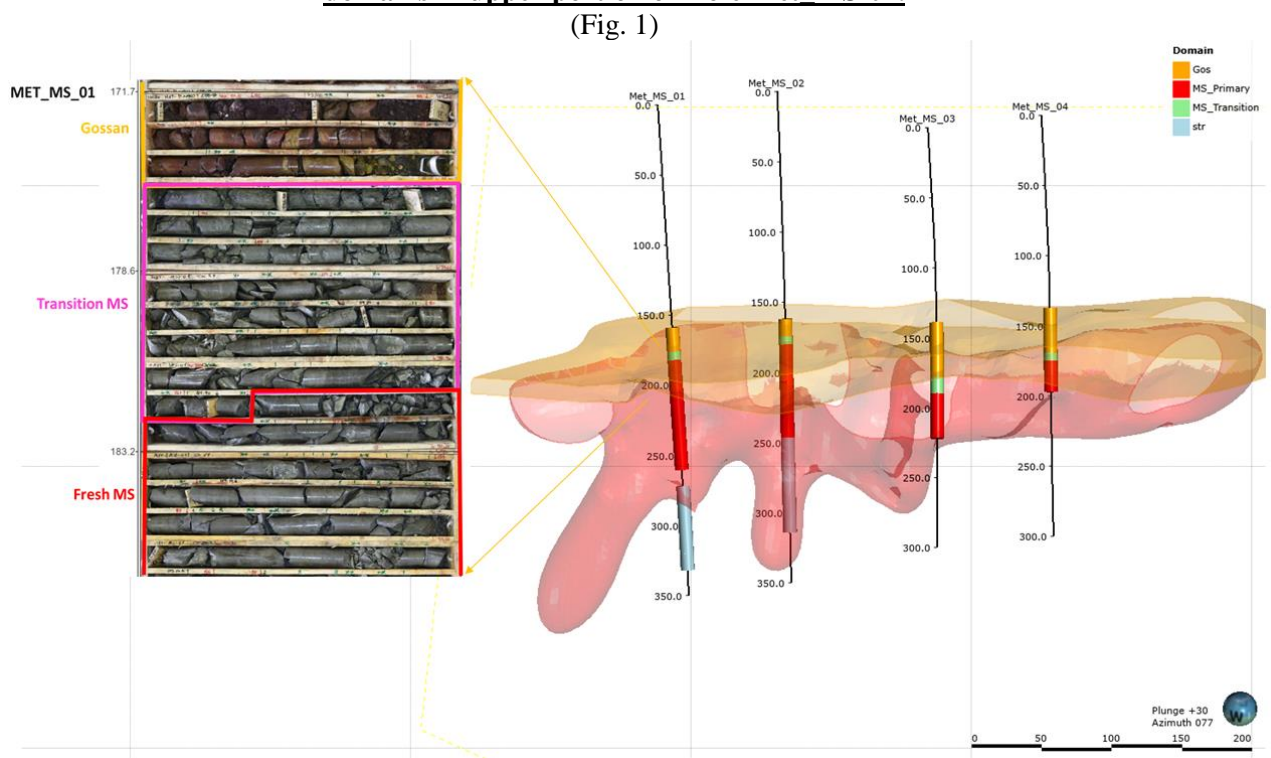 (Fig. 1)
MET_MS_01
171.7
Gossan
178.6
Transition MS
183.2
Fresh MS
Met_MS_01
0.0
50.0
100.0
150.0
200.0
250.0
300.0
350.0
Met_MS_02
0.0
50.0
100.0
150.0
200.0
250.0
300.0
350.0
Met_MS_03
0.0
50.0
100.0
150.0
200.0
250.0
300.0
Met_MS_04
0.0
50.0
100.0
150.0
200.0
250.0
300.0
Domain
Gos
MS_Primary
MS_Transition
str
Plunge +30
Azimuth 077
W
0 50 100 150 200